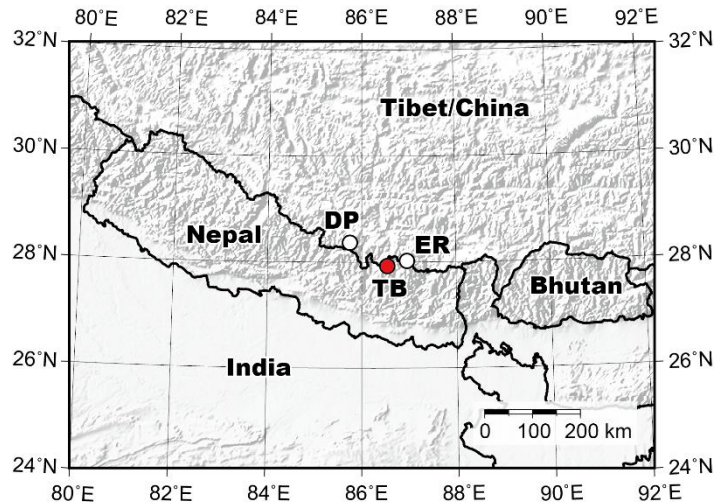 80°E 82°E 84°E 86°E 88°E 90°E 92°E
32°N 32°N
Tibet/China
30°N 30°N
DP
Nepal ER
28°N 28°N
TB Bhutan
26°N 26°N
India
0 100 200 km
24°N 24°N
80°E 82°E 84°E 86°E 88°E 90°E 92°E